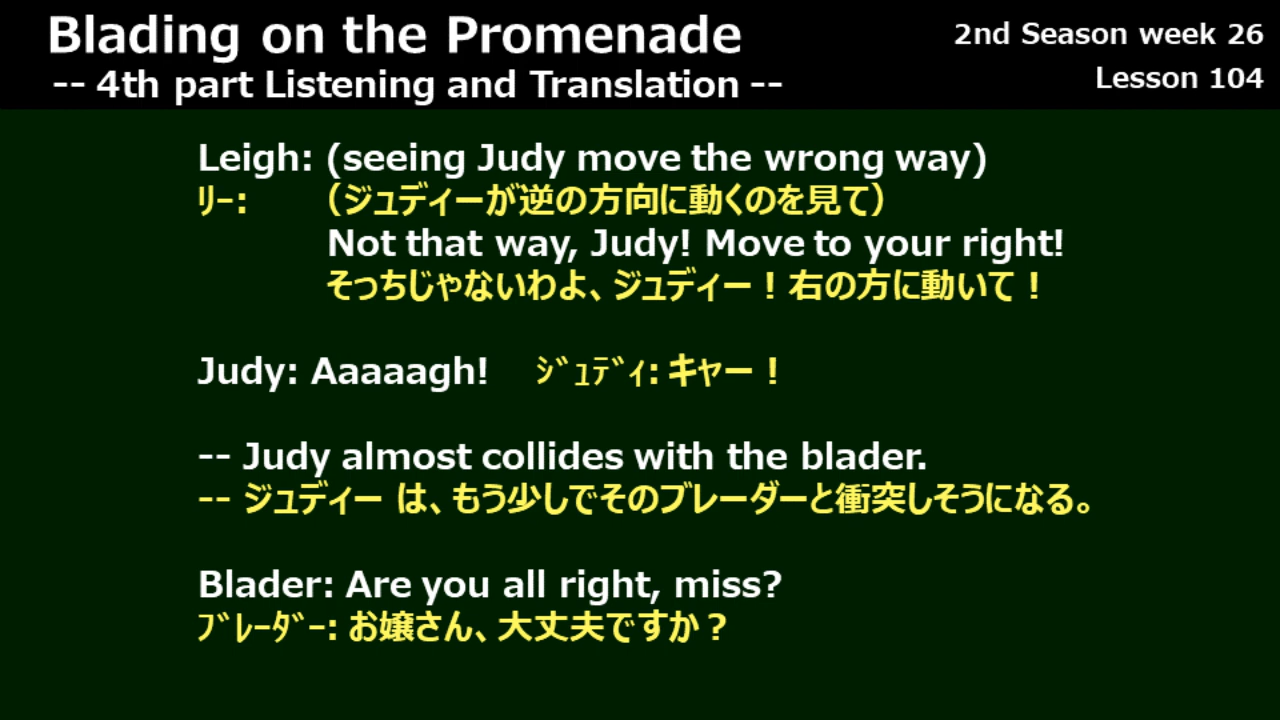 Blading on the Promenade
-- 4th part Listening and Translation --
2nd Season week 26
Lesson 104
Leigh: (seeing Judy move the wrong way)
ﾘｰ: （ジュディーが逆の方向に動くのを見て）
Not that way, Judy! Move to your right!
そっちじゃないわよ、ジュディー！右の方に動いて！
Judy: Aaaaagh! ｼﾞｭﾃﾞｨ: キャー！
-- Judy almost collides with the blader.
-- ジュディー は、もう少しでそのブレーダーと衝突しそうになる。
Blader: Are you all right, miss?
ﾌﾞﾚｰﾀﾞｰ: お嬢さん、大丈夫ですか？